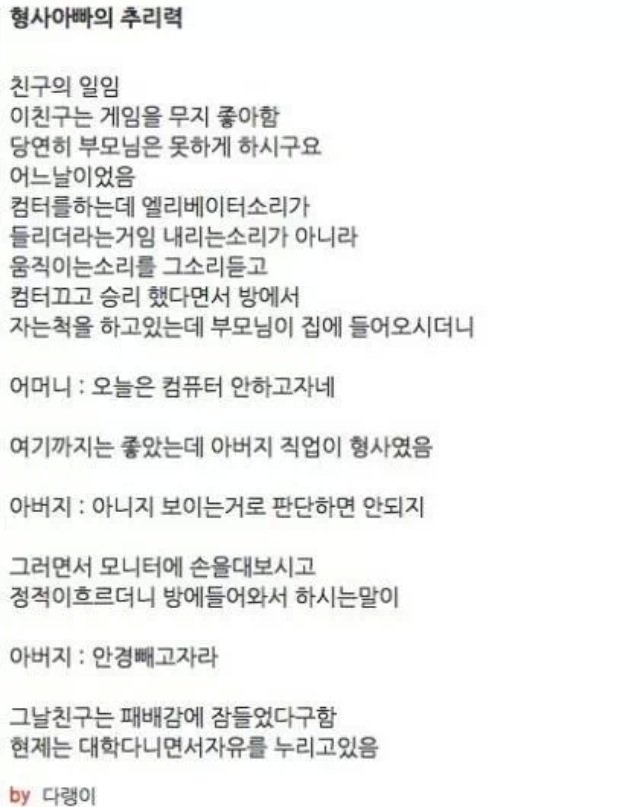 형사아빠의 추리력
친구의 일임
이친구는 게임을 무지 좋아함
당연히 부모님은 못하게 하시구요
어느날이었음
컴터를하는데 엘리베이터소리가
들리더라는거임 내리는소리가 아니라
움직이는소리를 그소리듣고
컴터끄고 승리 했다면서 방에서
자는척을 하고있는데 부모님이 집에 들어오시더니
어머니 : 오늘은 컴퓨터 안하고자네
여기까지는 좋았는데 아버지 직업이 형사였음
아버지 : 아니지 보이는거로 판단하면 안되지
그러면서 모니터에 손을대보시고
정적이흐르더니 방에들어와서 하시는말이
아버지 : 안경빼고자라
그날친구는 패배감에 잠들었다구함
현제는 대학다니면서자유를 누리고있음
by 다랭이